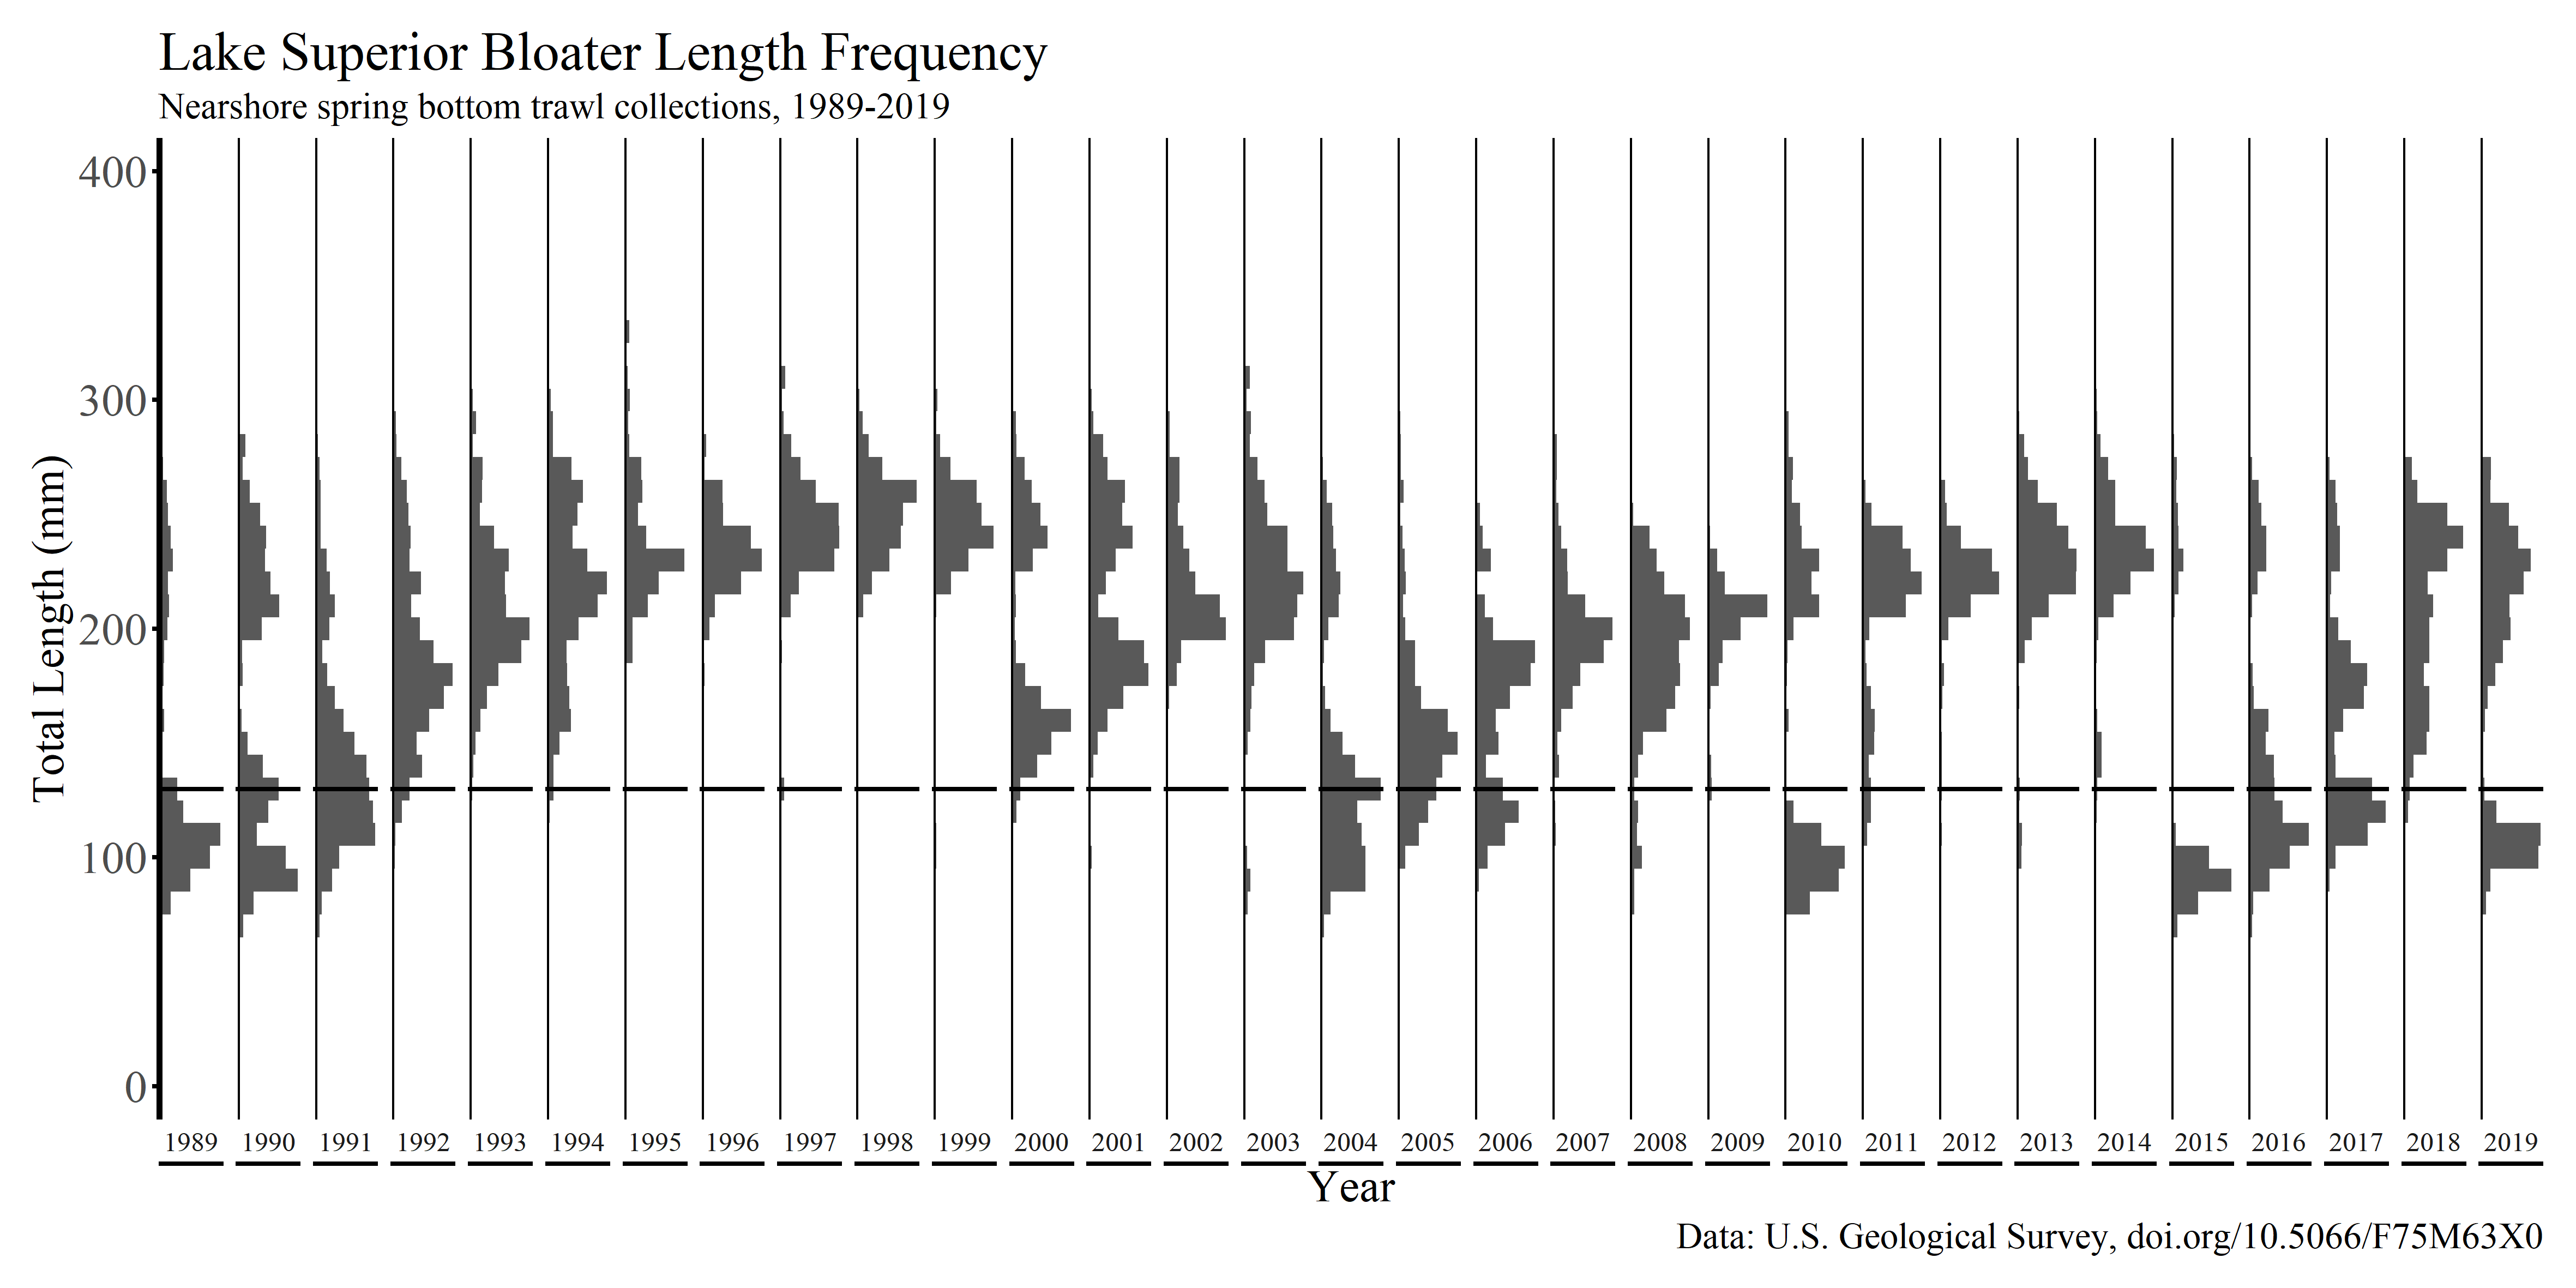 Lake Superior Bloater Length Frequency
Nearshore spring bottom trawl collections, 1989-2019
Total Length (mm)
400
300
200
100
0
1989 1990 1991 1992 1993 1994 1995 1996 1997 1998 1999 2000 2001 2002 2003 2004 2005 2006 2007 2008 2009 2010 2011 2012 2013 2014 2015 2016 2017 2018 2019
Year
Data: U.S. Geological Survey, doi.org/10.5066/F75M63X0